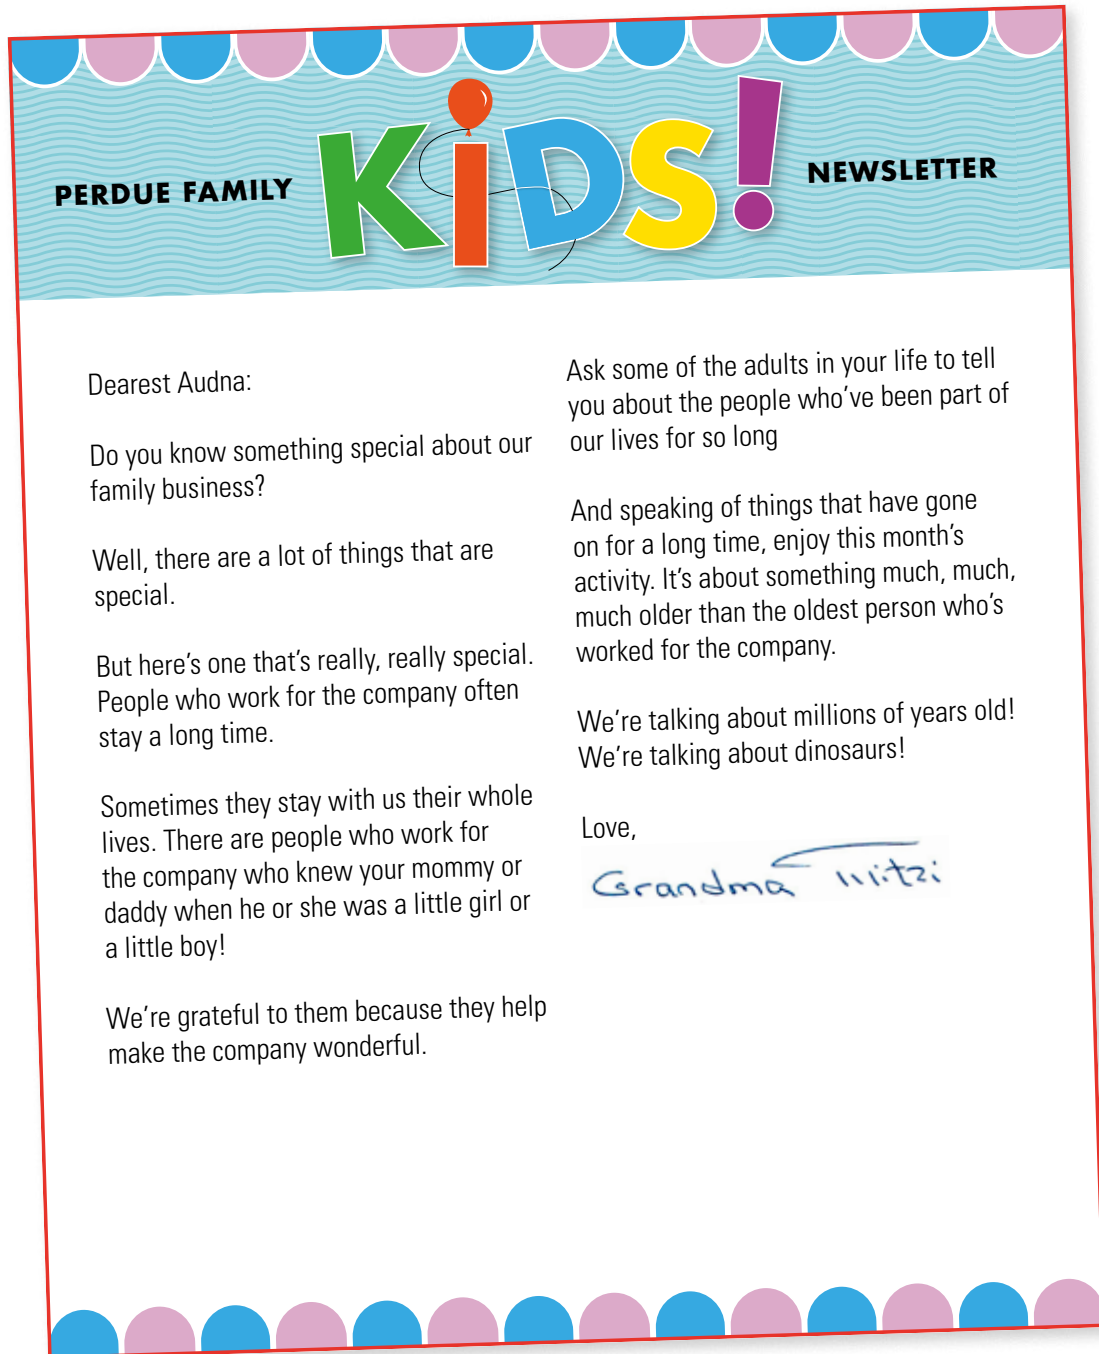 PERDUE FAMILY KiDS! NEWSLETTER
Dearest Audna:
Do you know something special about our
family business?
Well, there are a lot of things that are
special.
But here's one that's really, really special.
People who work for the company often
stay a long time.
Sometimes they stay with us their whole
lives. There are people who work for
the company who knew your mommy or
daddy when he or she was a little girl or
a little boy!
We're grateful to them because they help
make the company wonderful.
Ask some of the adults in your life to tell
you about the people who've been part of
our lives for so long
And speaking of things that have gone
on for a long time, enjoy this month's
activity. It's about something much, much,
much older than the oldest person who's
worked for the company.
We're talking about millions of years old!
We're talking about dinosaurs!
Love,
Grandma Mitzi